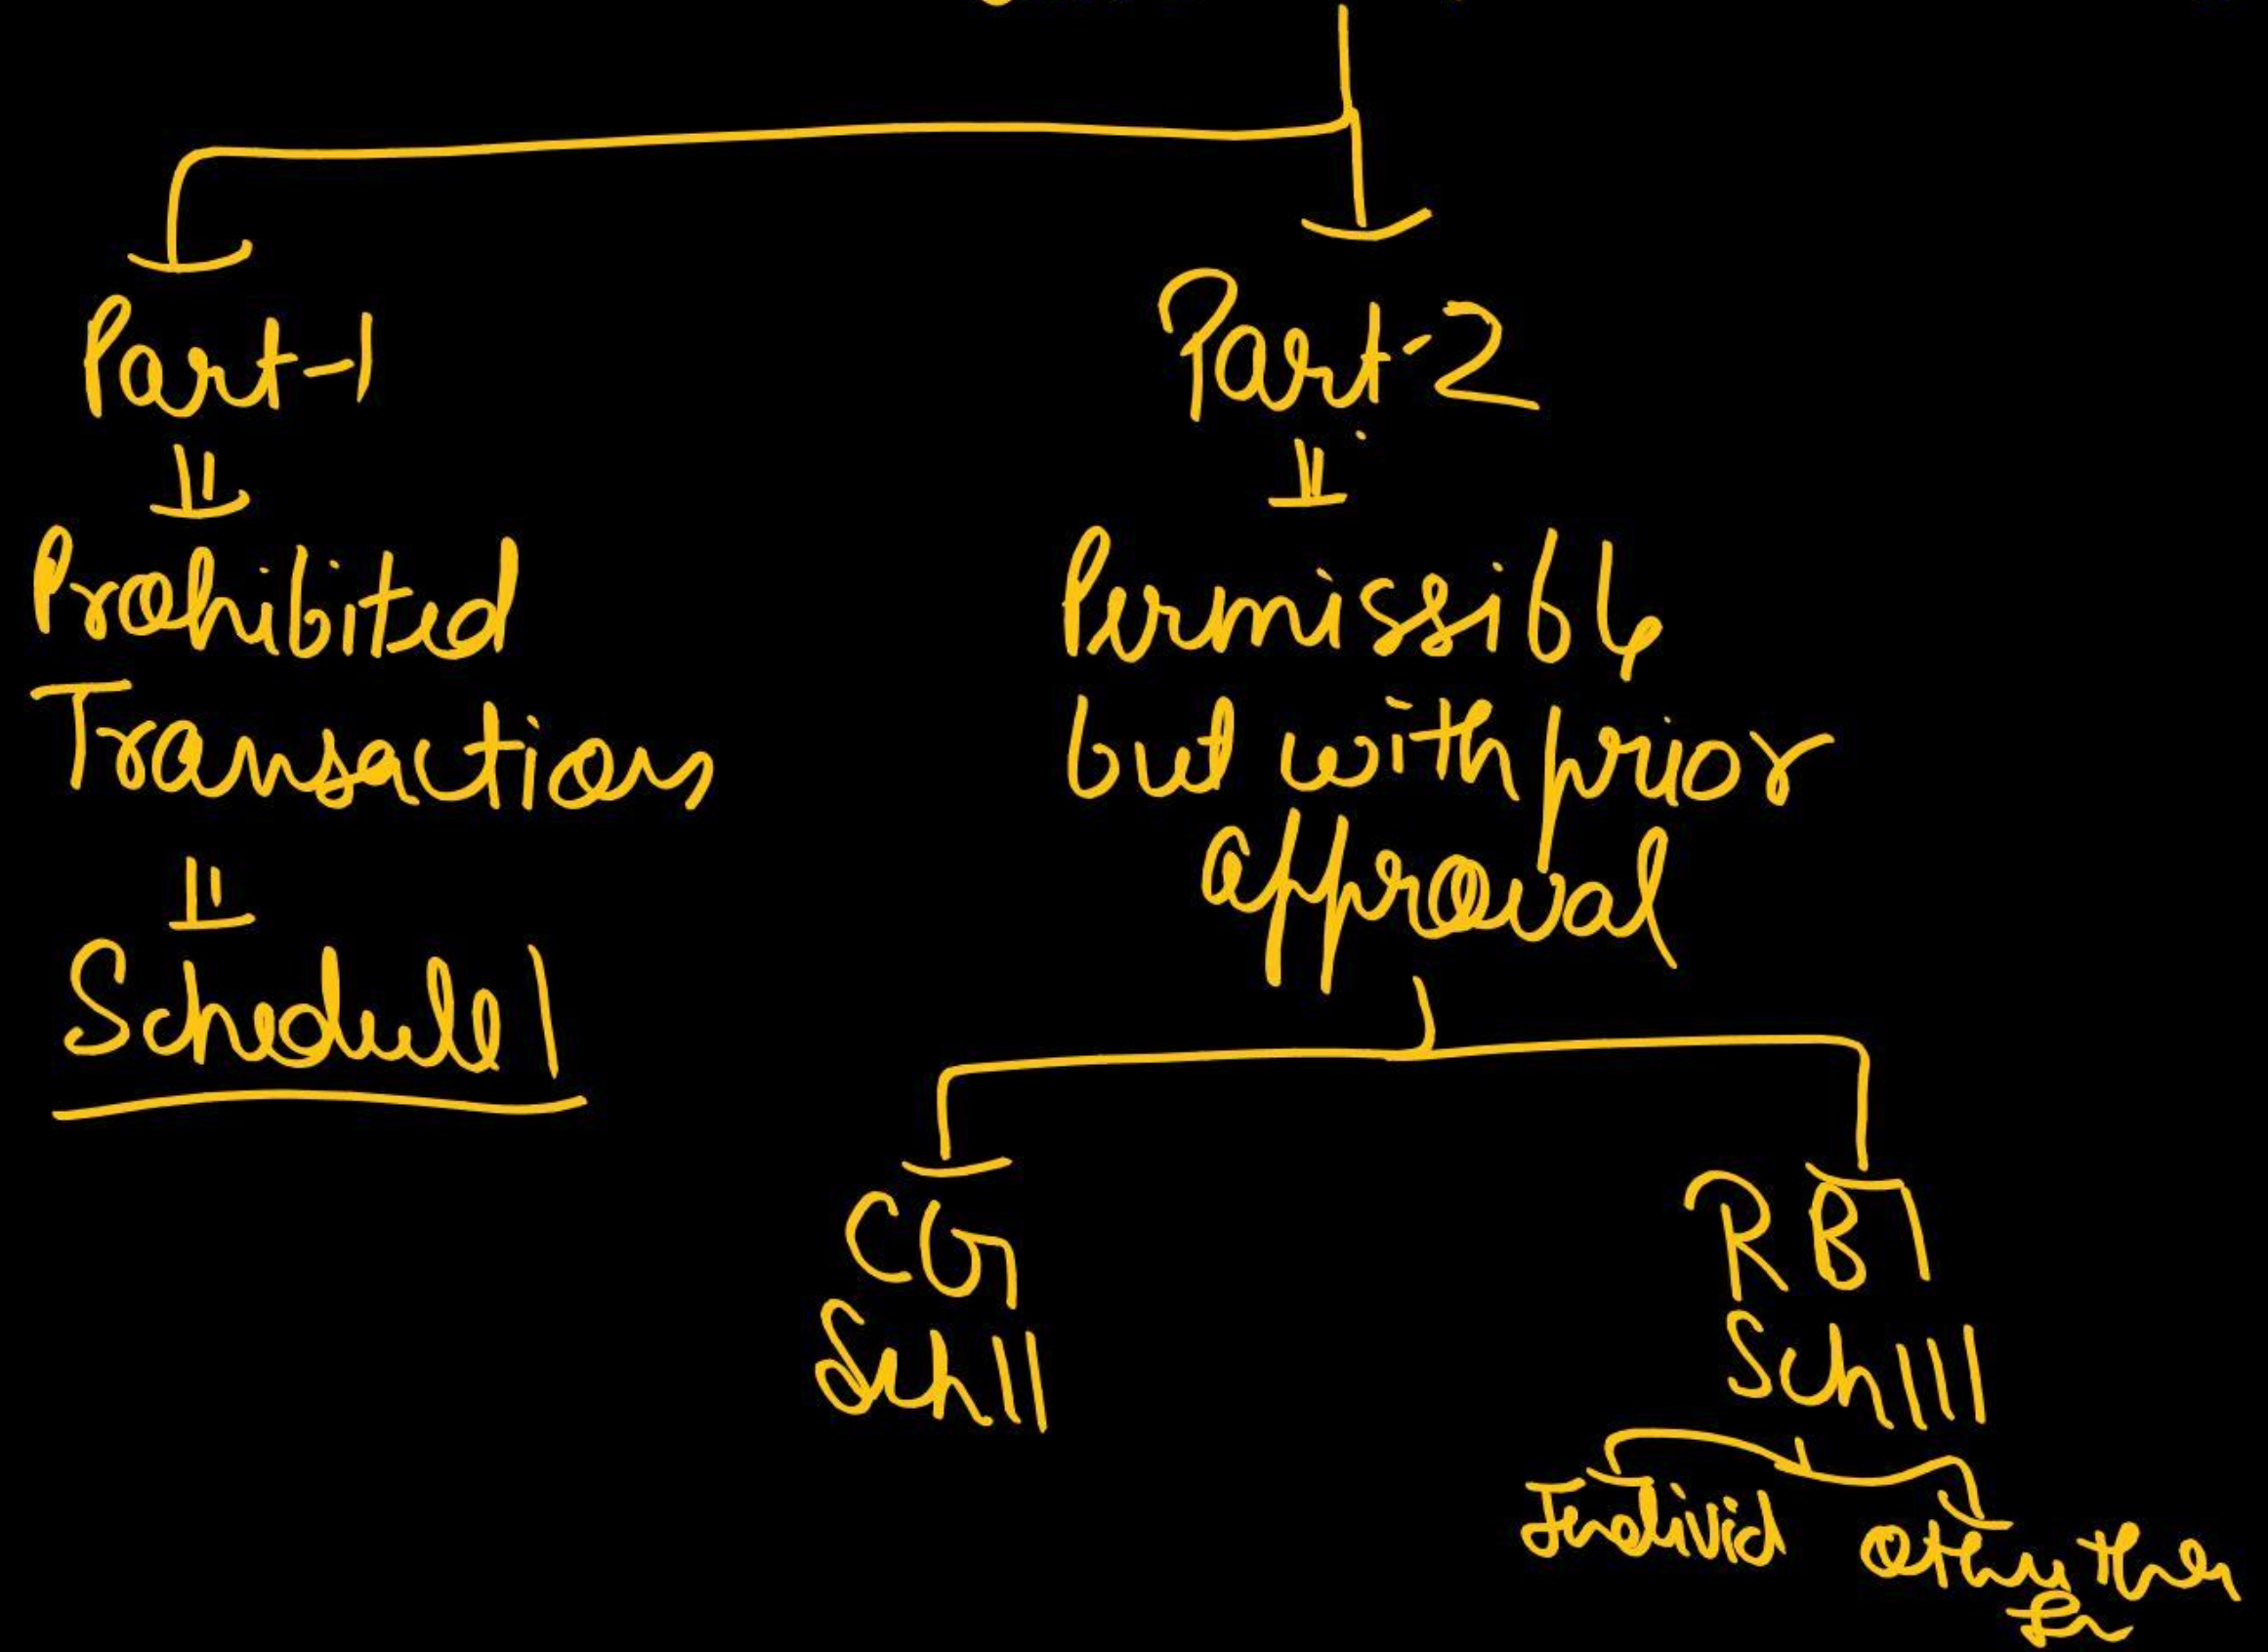 Part-1
Part-2
Prohibited
Transactions
Schedule I
Permissible
but with prior
approval
CG
Sch II
RBI
Sch III
Individ
Other than